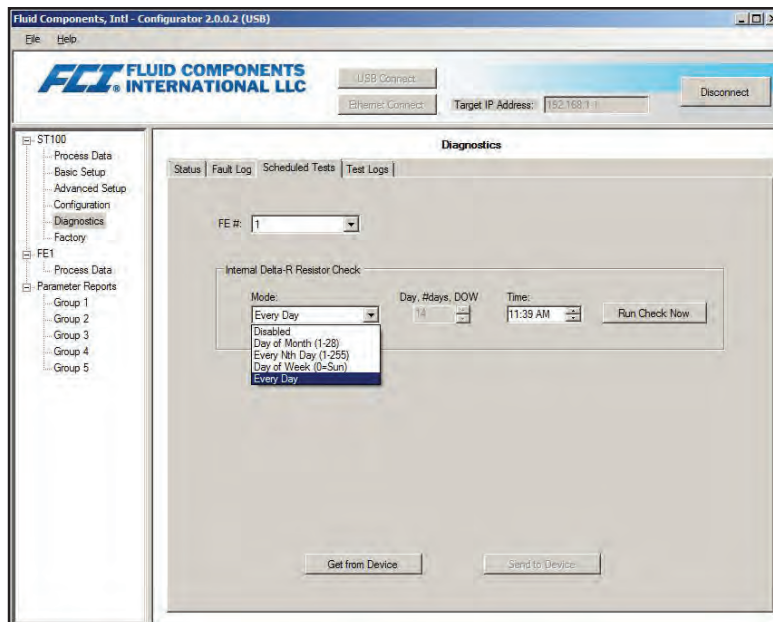 Fluid Components, Intl - Configurator 2.0.0.2 (USB)
File Help
FCI® FLUID COMPONENTS
INTERNATIONAL LLC
USB Connect
Ethernet Connect
Target IP Address: 192.168.1.1
Disconnect
ST100
Process Data
Basic Setup
Advanced Setup
Configuration
Diagnostics
Factory
FE1
Process Data
Parameter Reports
Group 1
Group 2
Group 3
Group 4
Group 5
Diagnostics
Status Fault Log Scheduled Tests Test Logs
FE #: 1
Internal Delta-R Resistor Check
Mode: Day, #days, DOW Time:
Every Day 14 11:39 AM Run Check Now
Disabled
Day of Month (1-28)
Every Nth Day (1-255)
Day of Week (0=Sun)
Every Day
Get from Device Send to Device